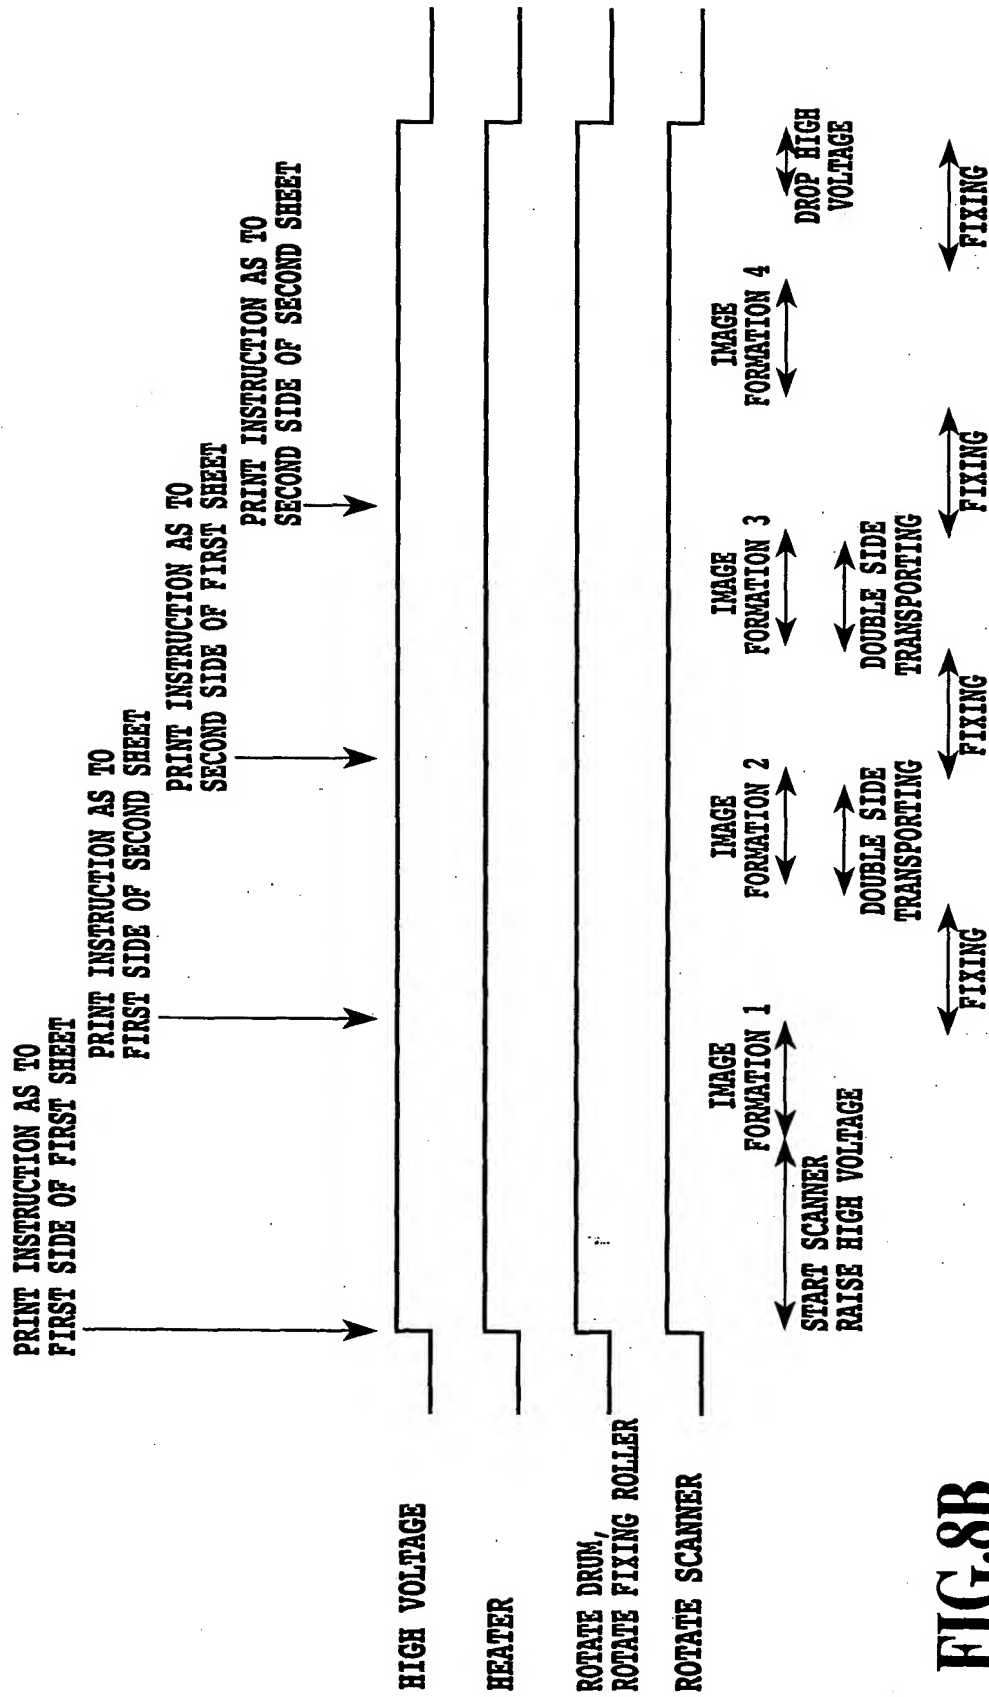 PRINT INSTRUCTION AS TO
FIRST SIDE OF FIRST SHEET
PRINT INSTRUCTION AS TO
FIRST SIDE OF SECOND SHEET
PRINT INSTRUCTION AS TO
SECOND SIDE OF FIRST SHEET
PRINT INSTRUCTION AS TO
SECOND SIDE OF SECOND SHEET
HIGH VOLTAGE
HEATER
ROTATE DRUM,
ROTATE FIXING ROLLER
ROTATE SCANNER
IMAGE
FORMATION 1
IMAGE
FORMATION 2
IMAGE
FORMATION 3
IMAGE
FORMATION 4
START SCANNER
RAISE HIGH VOLTAGE
DROP HIGH
VOLTAGE
DOUBLE SIDE
TRANSPORTING
DOUBLE SIDE
TRANSPORTING
FIXING
FIXING
FIXING
FIXING
FIG.8B